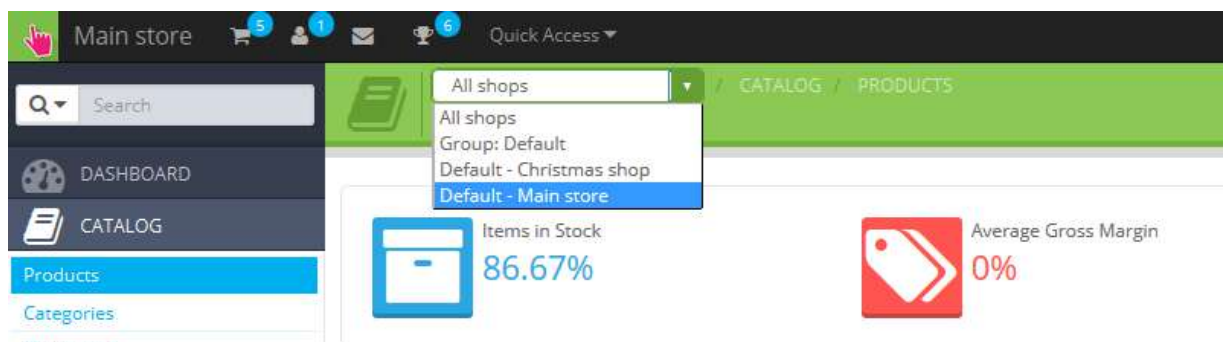 Main store 5 1 6 Quick Access
Search
All shops / CATALOG / PRODUCTS
All shops
Group: Default
Default - Christmas shop
Default - Main store
DASHBOARD
CATALOG
Products
Categories
Items in Stock
86.67%
Average Gross Margin
0%